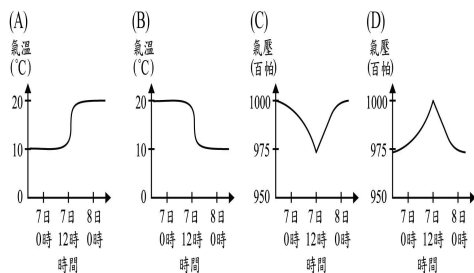 (A)
氣溫
(℃)
20
10
0
7日 7日 8日
0時 12時 0時
時間
(B)
氣溫
(℃)
20
10
0
7日 7日 8日
0時 12時 0時
時間
(C)
氣壓
(百帕)
1000
975
950
7日 7日 8日
0時 12時 0時
時間
(D)
氣壓
(百帕)
1000
975
950
7日 7日 8日
0時 12時 0時
時間